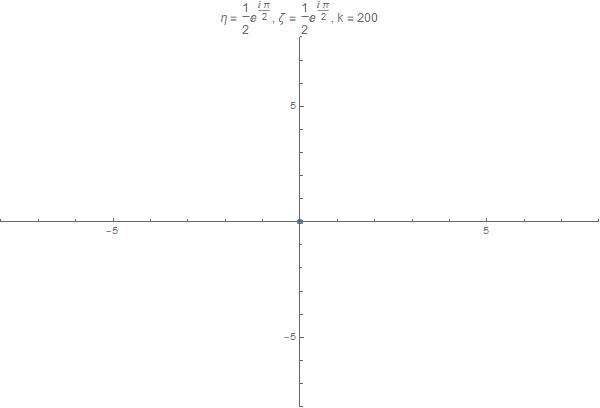 η = 1/2 e^(iπ/2), ζ = 1/2 e^(iπ/2), k = 200
5
−5
5
−5